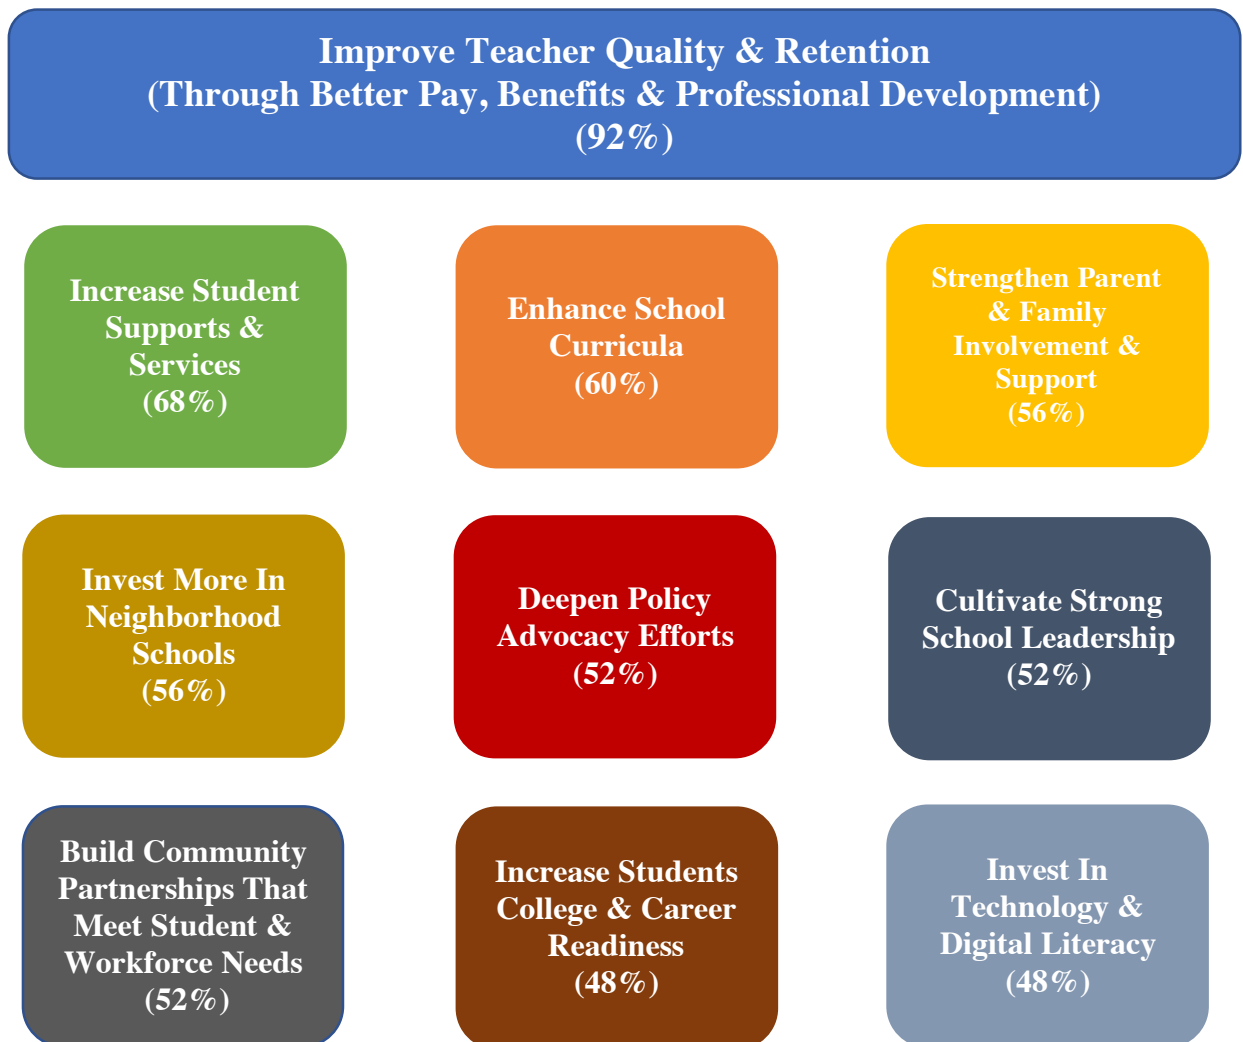 Improve Teacher Quality & Retention
(Through Better Pay, Benefits & Professional Development)
(92%)
Increase Student
Supports &
Services
(68%)
Enhance School
Curricula
(60%)
Strengthen Parent
& Family
Involvement &
Support
(56%)
Invest More In
Neighborhood
Schools
(56%)
Deepen Policy
Advocacy Efforts
(52%)
Cultivate Strong
School Leadership
(52%)
Build Community
Partnerships That
Meet Student &
Workforce Needs
(52%)
Increase Students
College & Career
Readiness
(48%)
Invest In
Technology &
Digital Literacy
(48%)